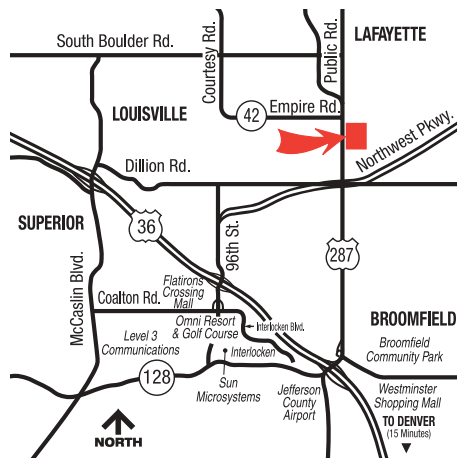 LAFAYETTE
South Boulder Rd.
Courtesy Rd.
Public Rd.
Empire Rd.
42
LOUISVILLE
Northwest Pkwy.
Dillion Rd.
SUPERIOR
36
96th St.
287
McCaslin Blvd.
Flatirons
Crossing
Mall
Coalton Rd.
Omni Resort
& Golf Course
Interlocken Blvd.
BROOMFIELD
Level 3
Communications
Interlocken
Broomfield
Community Park
128
Sun
Microsystems
Jefferson
County
Airport
Westminster
Shopping Mall
TO DENVER
(15 Minutes)
NORTH